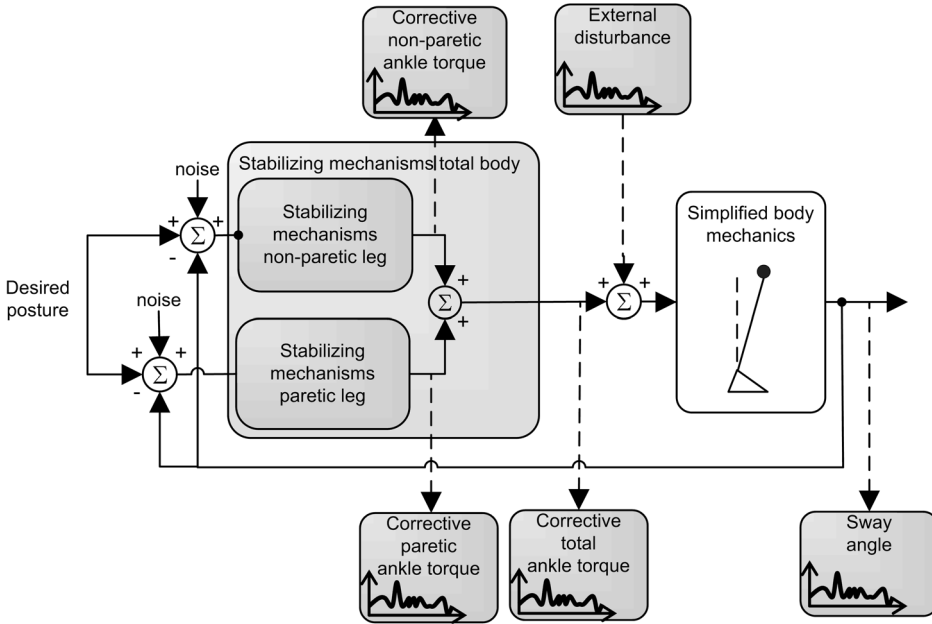 Corrective
non-paretic
ankle torque
External
disturbance
Stabilizing mechanisms total body
noise
+
+
-
Σ
Stabilizing
mechanisms
non-paretic leg
Simplified body
mechanics
Desired
posture
noise
+
+
-
Σ
+
+
Σ
+
+
Σ
Stabilizing
mechanisms
paretic leg
Corrective
paretic
ankle torque
Corrective
total
ankle torque
Sway
angle